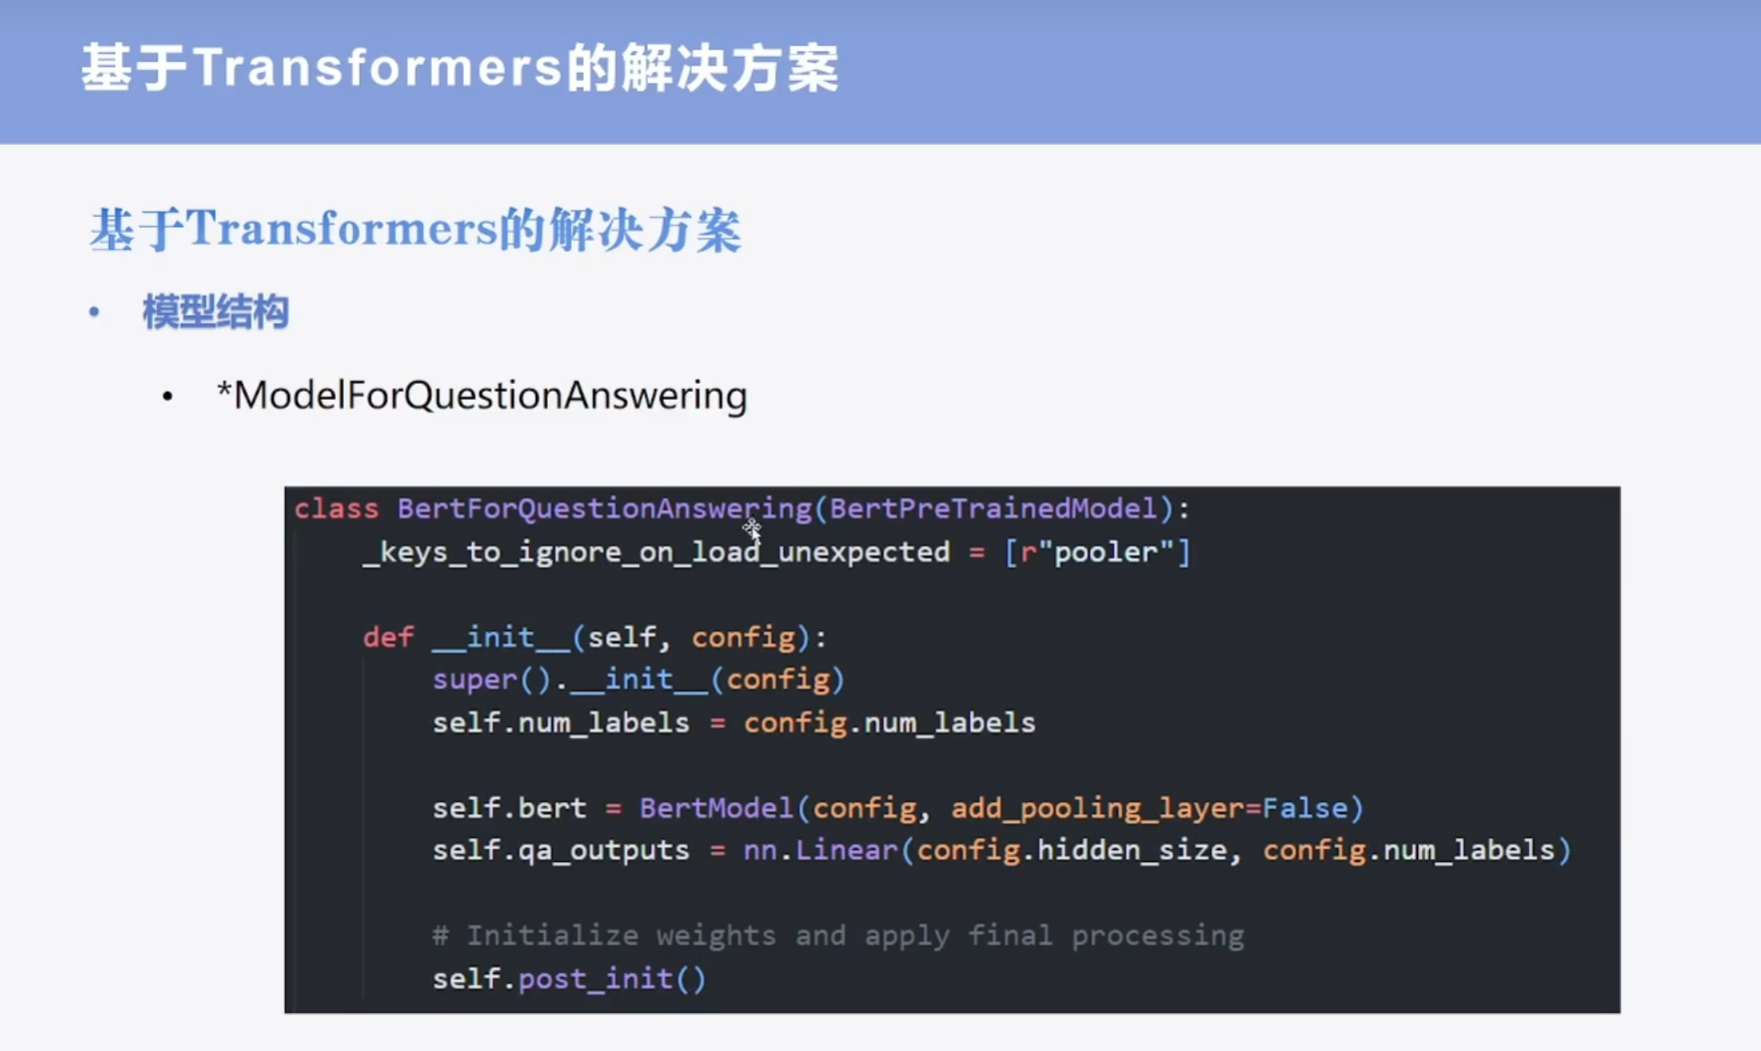 基于Transformers的解决方案
基于Transformers的解决方案
• 模型结构
• *ModelForQuestionAnswering
class BertForQuestionAnswering(BertPreTrainedModel):
    _keys_to_ignore_on_load_unexpected = [r"pooler"]
    def __init__(self, config):
        super().__init__(config)
        self.num_labels = config.num_labels
        self.bert = BertModel(config, add_pooling_layer=False)
        self.qa_outputs = nn.Linear(config.hidden_size, config.num_labels)
        # Initialize weights and apply final processing
        self.post_init()